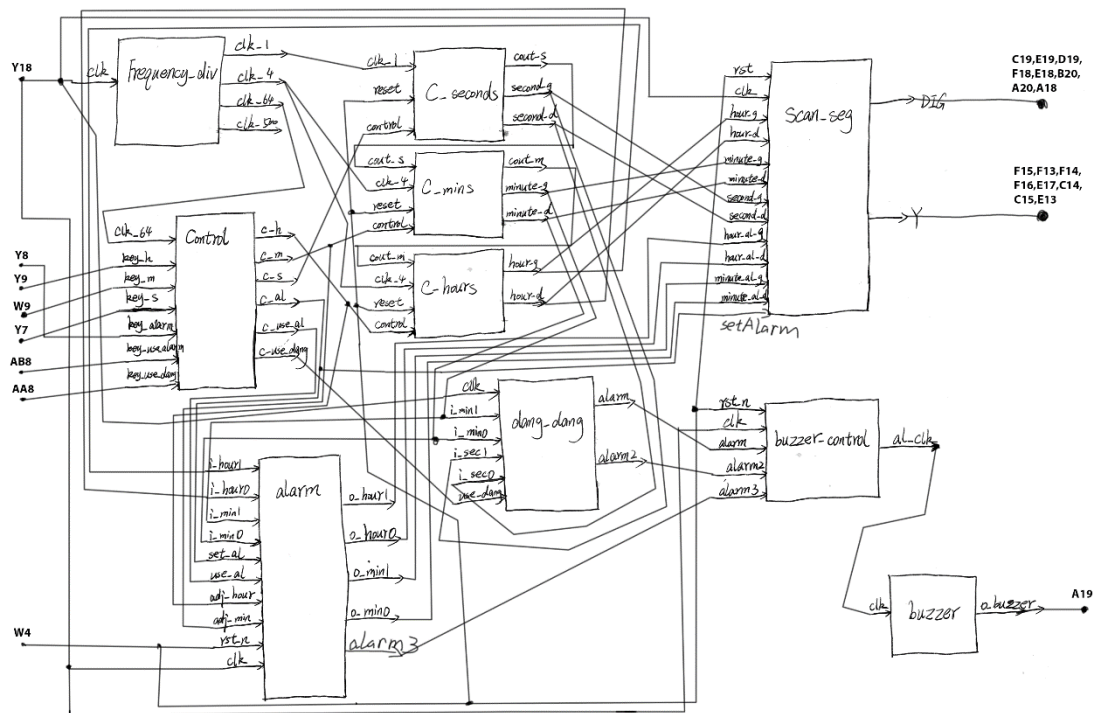 Y18
clk
Frequency_div
clk_1
clk_4
clk_64
clk_500
clk_1
reset
control
C_seconds
cout_s
second_g
second_d
cout_s
clk_4
reset
control
C_mins
cout_m
minute_g
minute_d
cout_m
clk_4
reset
control
C_hours
hour_g
hour_d
rst
clk
hour_g
hour_d
minute_g
minute_d
second_g
second_d
hour_al_g
hour_al_d
minute_al_g
minute_al_d
setAlarm
Scan_seg
DIG
Y
C19,E19,D19,
F18,E18,B20,
A20,A18
F15,F13,F14,
F16,E17,C14,
C15,E13
Y8
Y9
W9
Y7
AB8
AA8
clk_64
key_h
key_m
key_s
key_alarm
key_use_alarm
key_use_dang
Control
c_h
c_m
c_s
c_al
c_use_al
c_use_dang
clk
i_min1
i_min0
i_sec1
i_sec0
use_dang
dang_dang
alarm
alarm2
rst_n
clk
alarm
alarm2
alarm3
buzzer_control
al_clk
i_hour1
i_hour0
i_min1
i_min0
set_al
use_al
adj_hour
adj_min
rst_n
clk
alarm
o_hour1
o_hour0
o_min1
o_min0
alarm3
W4
clk
buzzer
o_buzzer
A19